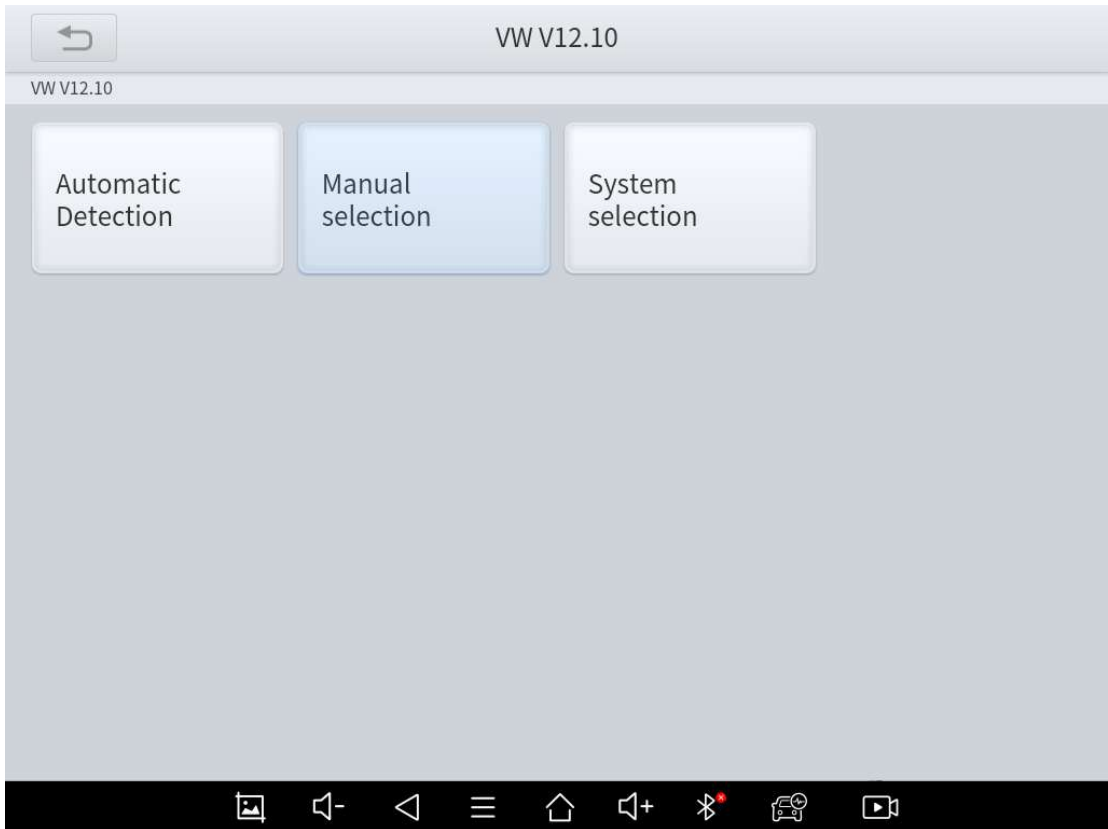 VW V12.10
VW V12.10
Automatic
Detection
Manual
selection
System
selection